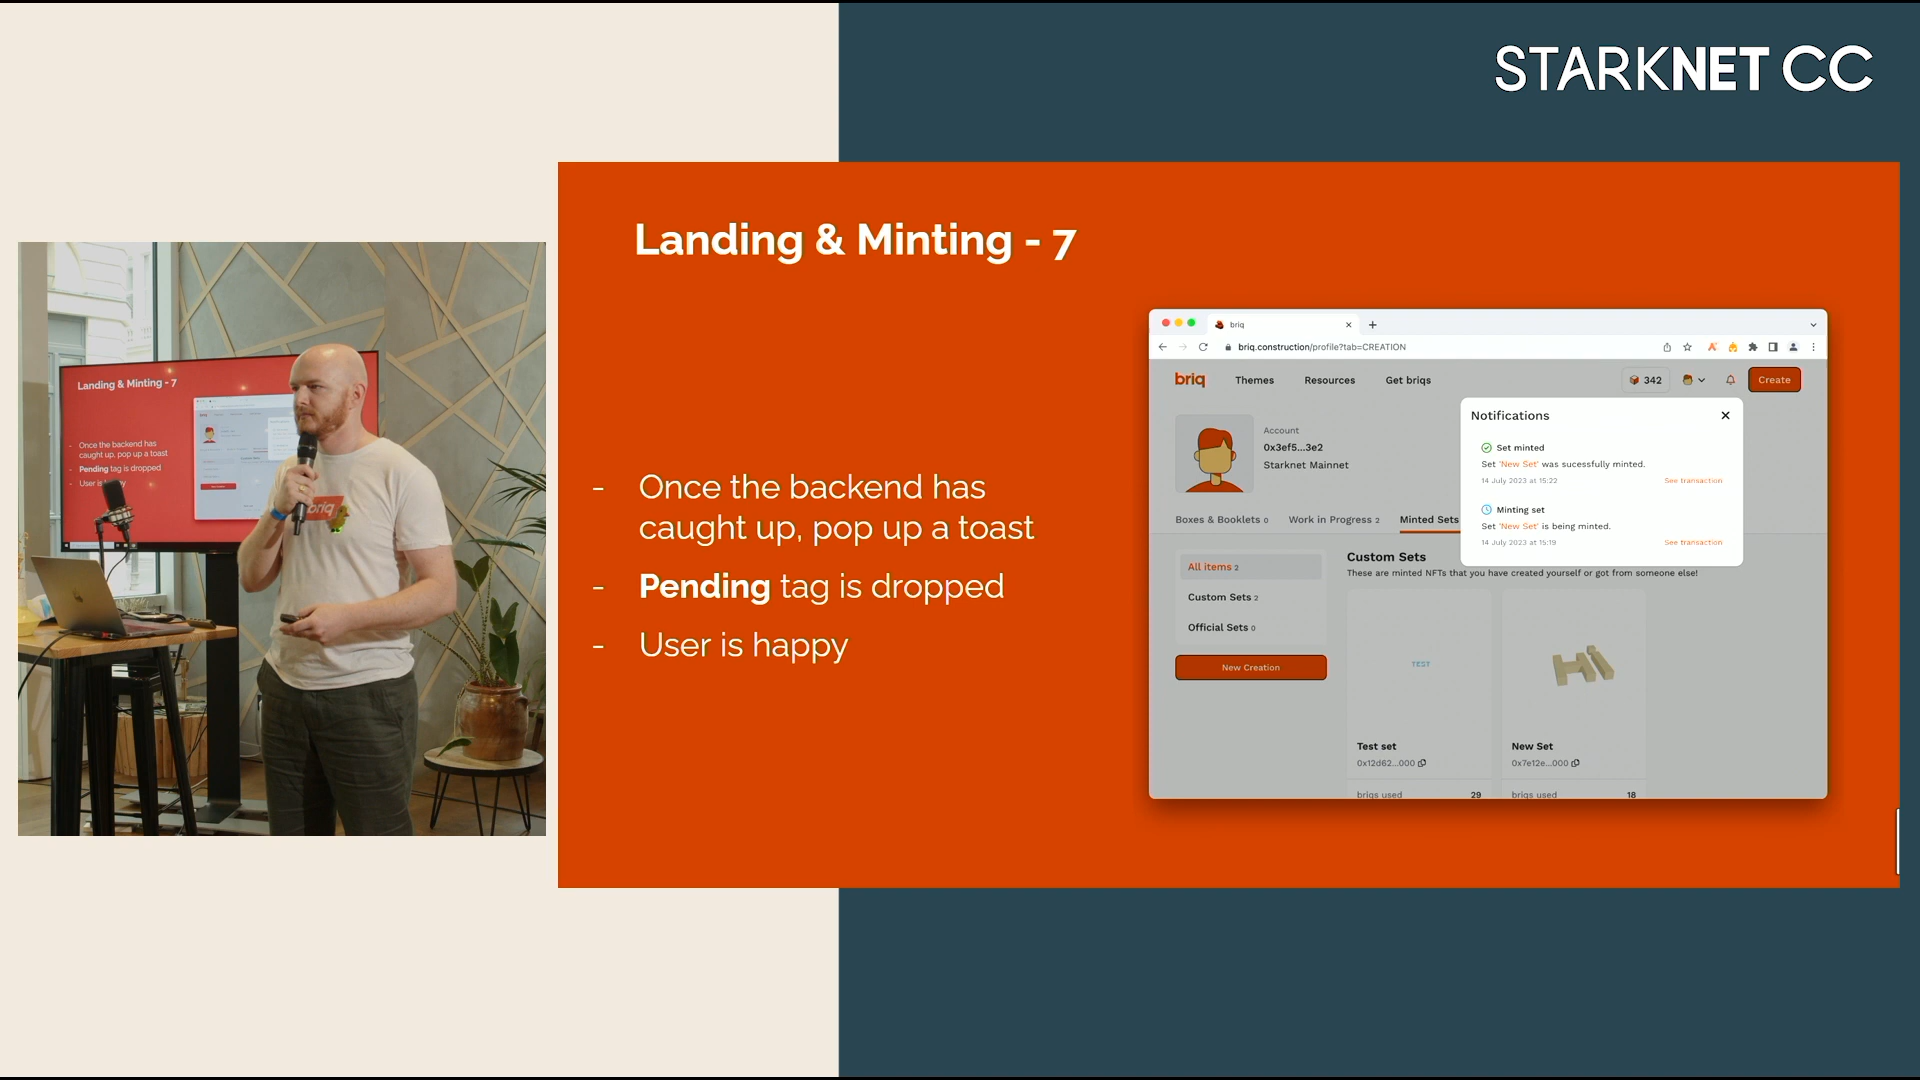 STARKNET CC
Landing & Minting - 7
- Once the backend has
caught up, pop up a toast
- Pending tag is dropped
- User is happy
briq
briq.construction/profile?tab=CREATION
briq Themes Resources Get briqs 342 Create
Account
0x3ef5...3e2
Starknet Mainnet
Notifications
Set minted
Set 'New Set' was sucessfully minted.
14 July 2023 at 15:22 See transaction
Minting set
Set 'New Set' is being minted.
14 July 2023 at 15:19 See transaction
Boxes & Booklets 0 Work in Progress 2 Minted Sets
All items 2
Custom Sets 2
Official Sets 0
New Creation
Custom Sets
These are minted NFTs that you have created yourself or got from someone else!
TEST
Hi
Test set
0x12d62...000
briqs used 29
New Set
0x7e12e...000
briqs used 18
Landing & Minting - 7
- Once the backend has
caught up, pop up a toast
- Pending tag is dropped
- User is
briq